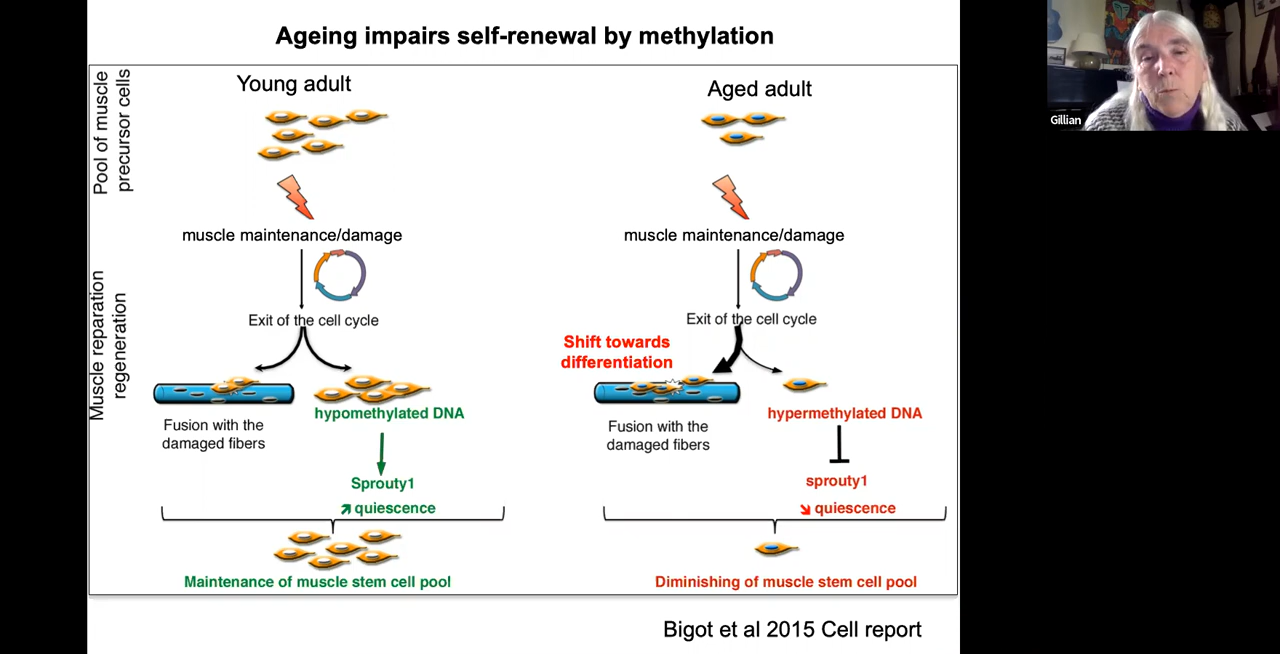 Ageing impairs self-renewal by methylation
Gillian
Pool of muscle
precursor cells
Young adult
Aged adult
muscle maintenance/damage
muscle maintenance/damage
Muscle reparation
regeneration
Exit of the cell cycle
Exit of the cell cycle
Shift towards
differentiation
Fusion with the
damaged fibers
hypomethylated DNA
Fusion with the
damaged fibers
hypermethylated DNA
Sprouty1
quiescence
sprouty1
quiescence
Maintenance of muscle stem cell pool
Diminishing of muscle stem cell pool
Bigot et al 2015 Cell report